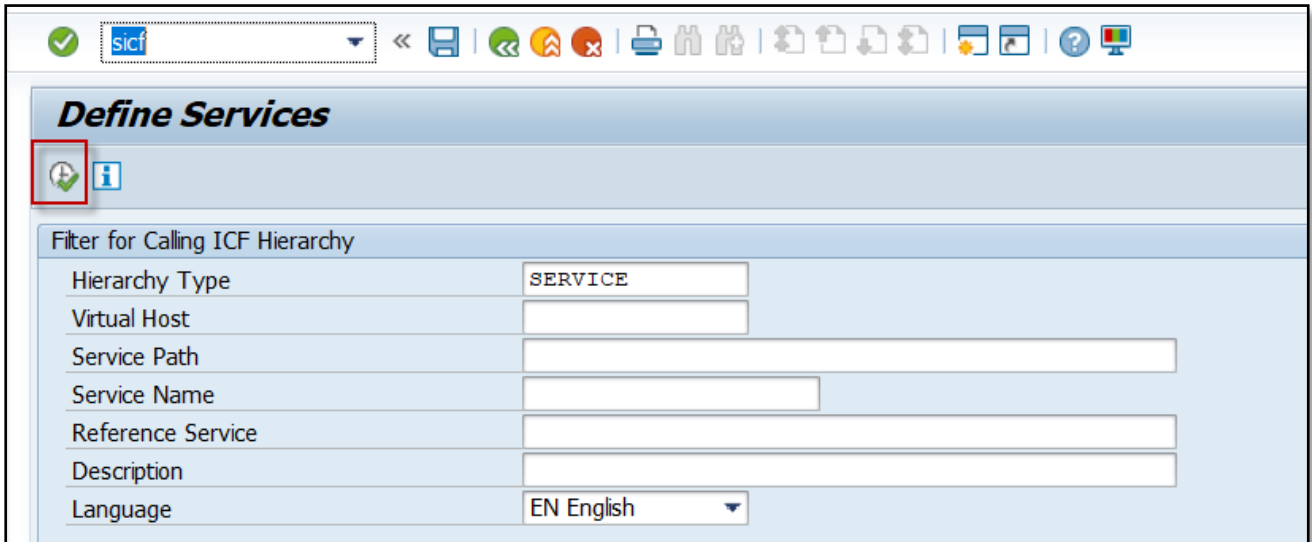 sicf
Define Services
Filter for Calling ICF Hierarchy
Hierarchy Type SERVICE
Virtual Host
Service Path
Service Name
Reference Service
Description
Language EN English